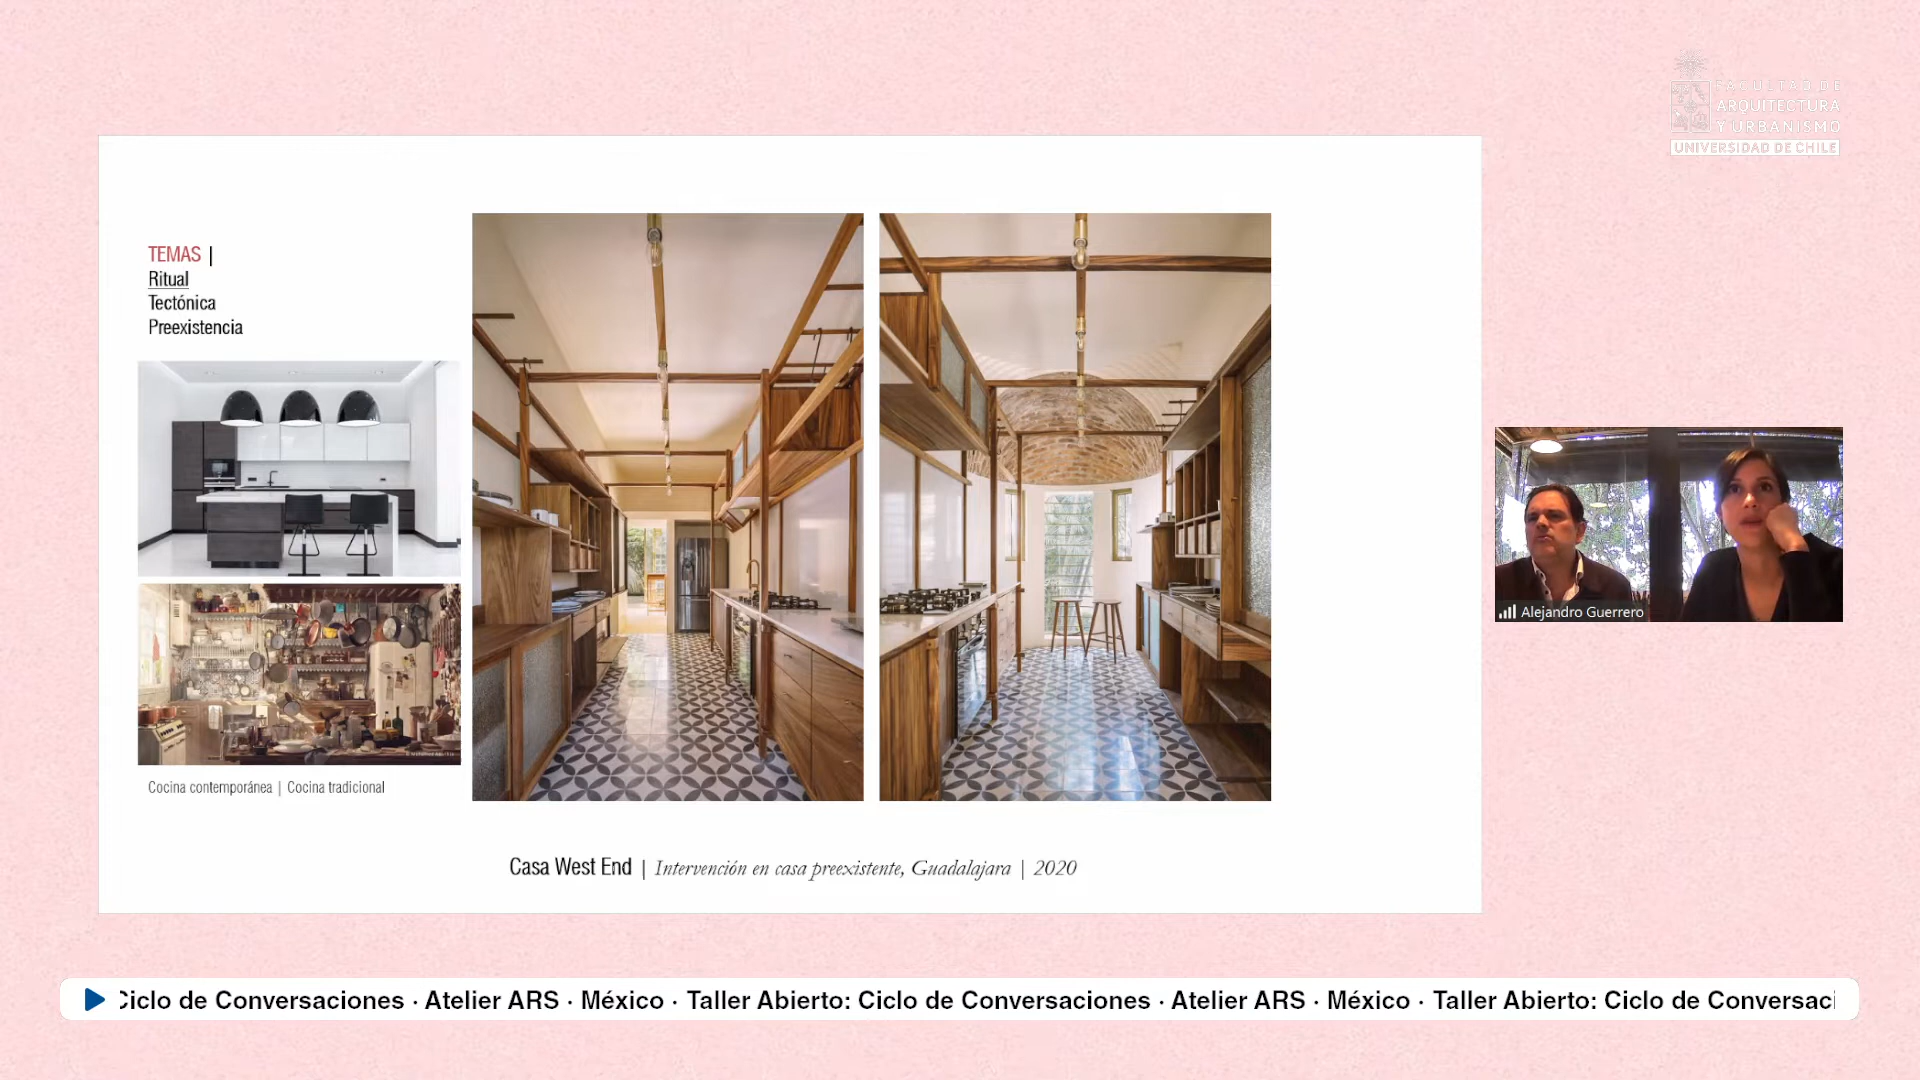 FACULTAD DE
ARQUITECTURA
Y URBANISMO
UNIVERSIDAD DE CHILE
TEMAS |
Ritual
Tectónica
Preexistencia
Cocina contemporánea | Cocina tradicional
Casa West End | Intervención en casa preexistente, Guadalajara | 2020
Alejandro Guerrero
Ciclo de Conversaciones · Atelier ARS · México · Taller Abierto: Ciclo de Conversaciones · Atelier ARS · México · Taller Abierto: Ciclo de Conversaci